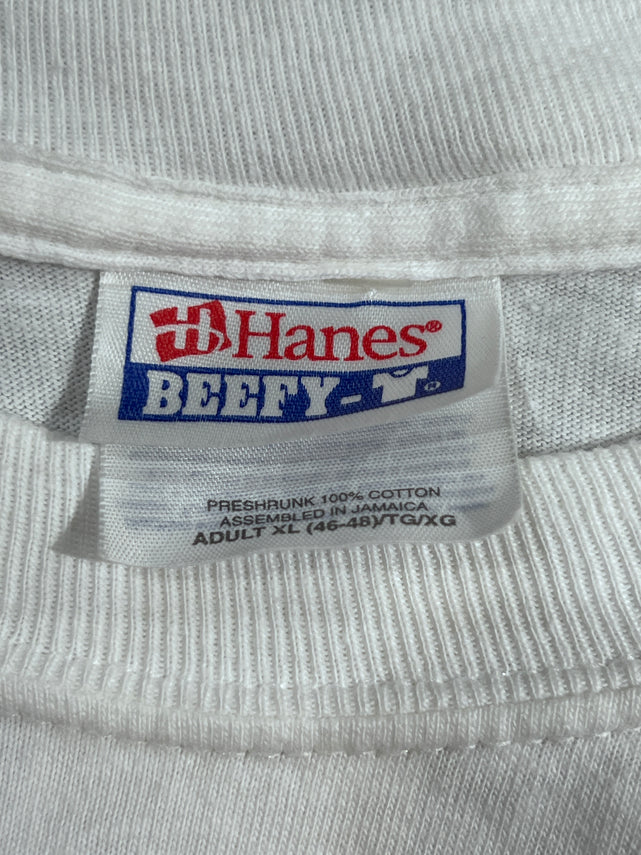 Hanes®
BEEFY-T®
PRESHRUNK 100% COTTON
ASSEMBLED IN JAMAICA
ADULT XL (46-48)/TG/XG